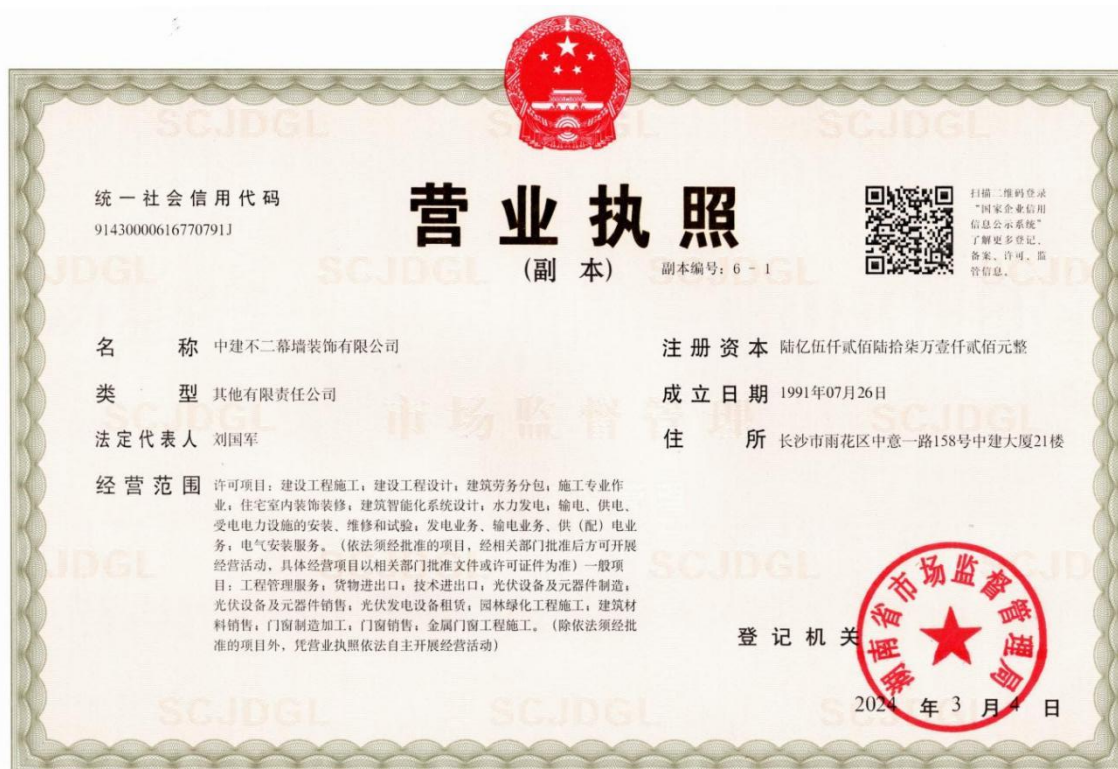 统一社会信用代码
91430000616770791J
营业执照
(副 本)
副本编号：6 - 1
扫描二维码登录
“国家企业信用
信息公示系统”
了解更多登记、
备案、许可、监
管信息。
名 称 中建不二幕墙装饰有限公司
类 型 其他有限责任公司
法定代表人 刘国军
经营范围 许可项目：建设工程施工；建设工程设计；建筑劳务分包；施工专业作
业；住宅室内装饰装修；建筑智能化系统设计；水力发电；输电、供电、
受电电力设施的安装、维修和试验；发电业务、输电业务、供（配）电业
务；电气安装服务。（依法须经批准的项目，经相关部门批准后方可开展
经营活动，具体经营项目以相关部门批准文件或许可证件为准）一般项
目：工程管理服务；货物进出口；技术进出口；光伏设备及元器件制造；
光伏设备及元器件销售；光伏发电设备租赁；园林绿化工程施工；建筑材
料销售；门窗制造加工；门窗销售；金属门窗工程施工。（除依法须经批
准的项目外，凭营业执照依法自主开展经营活动）
注册资本 陆亿伍仟贰佰陆拾柒万壹仟贰佰元整
成立日期 1991年07月26日
住 所 长沙市雨花区中意一路158号中建大厦21楼
登记机关
湖南省市场监督管理局
2024 年 3 月 4 日
SCJDGL
市场监督管理